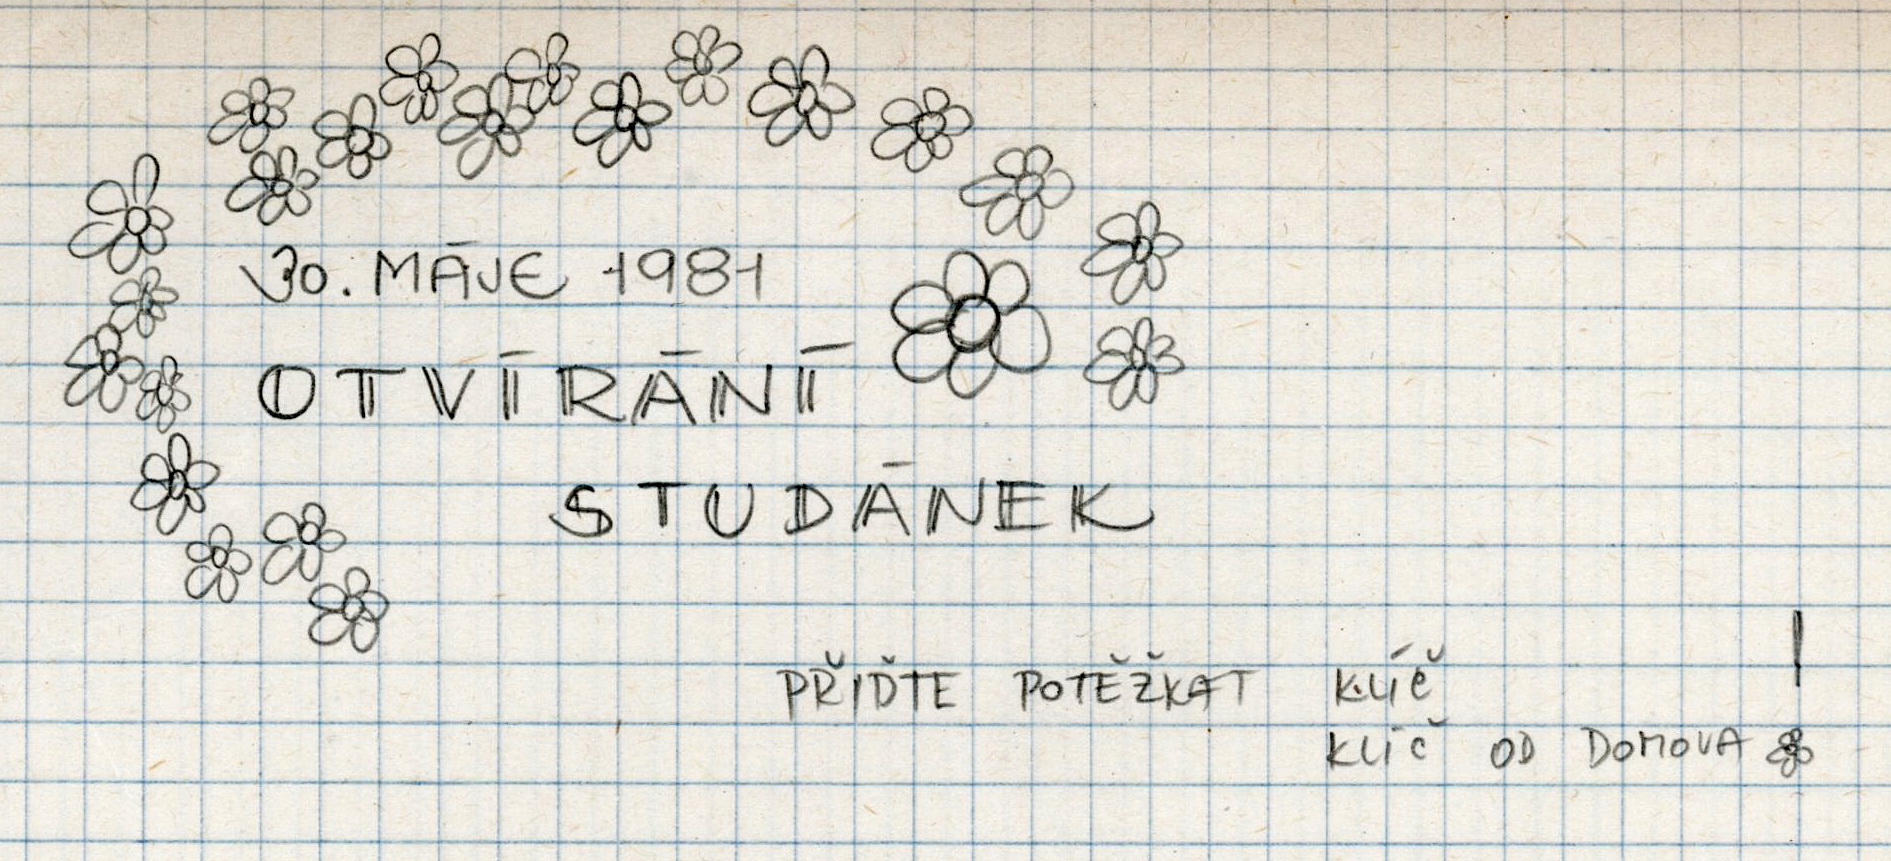 30. MÁJE 1981
OTVÍRÁNÍ
STUDÁNEK
PŘIĎTE POTĚŽKAT KLÍČ
KLÍČ OD DOMOVA!